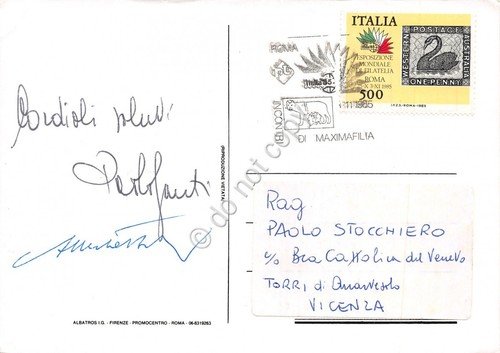 Cordiali saluti
(RIPRODUZIONE VIETATA)
ALBATROS I.G. - FIRENZE - PROMOCENTRO - ROMA - 06-8319263
ROMA
INCONTRI
DI MAXIMAFILIA
ITALIA
ESPOSIZIONE
MONDIALE
DI FILATELIA
ROMA
1985
500
WESTERN POSTAGE AUSTRALIA
ONE PENNY
I.P.Z.S.-ROMA-1985
do not copy
Rag
PAOLO STOCCHIERO
c/o Bca Cattolica del Veneto
TORRI di Quartesolo
VICENZA